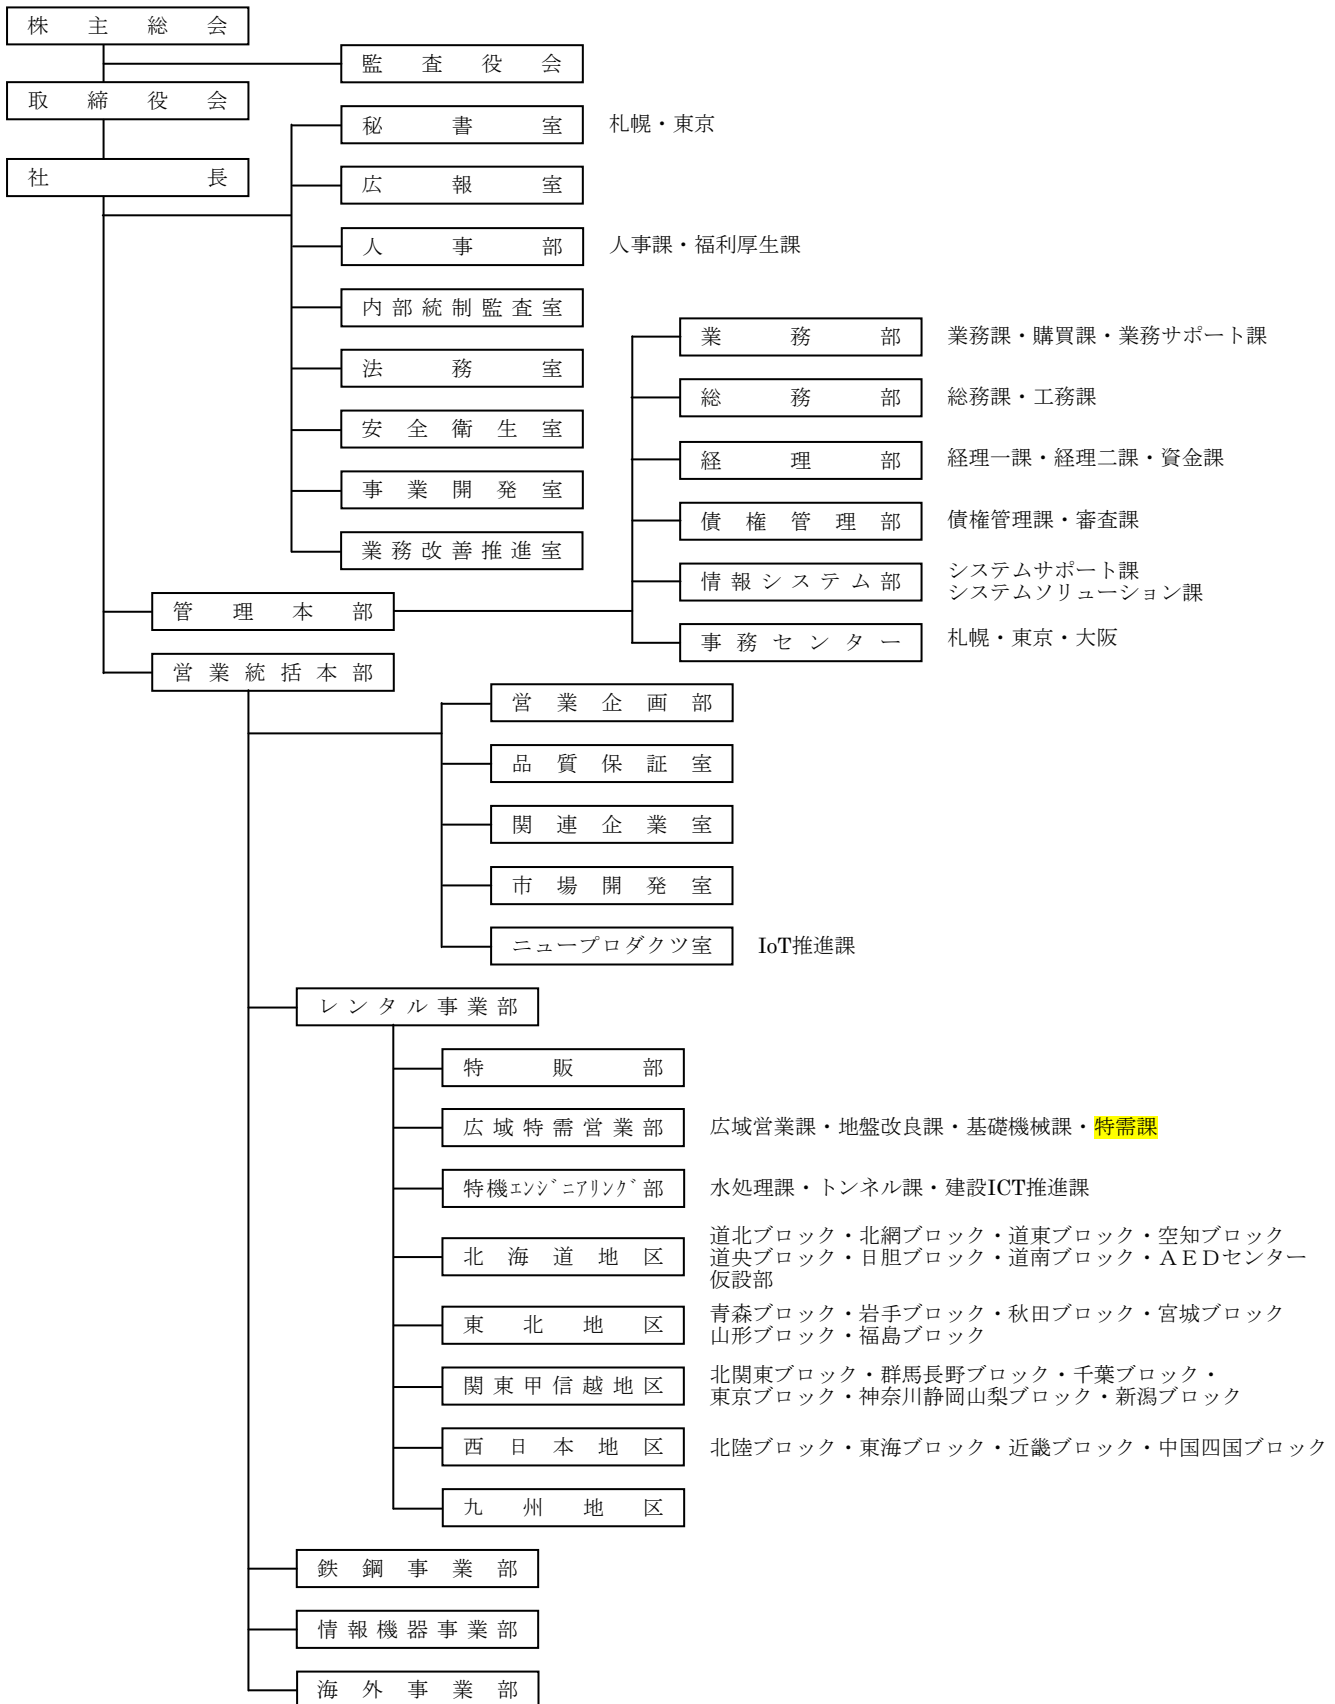 株主総会
監査役会
取締役会
秘書室 札幌・東京
社長
広報室
人事部 人事課・福利厚生課
内部統制監査室
法務室
安全衛生室
事業開発室
業務改善推進室
業務部 業務課・購買課・業務サポート課
総務部 総務課・工務課
経理部 経理一課・経理二課・資金課
債権管理部 債権管理課・審査課
情報システム部 システムサポート課
システムソリューション課
事務センター 札幌・東京・大阪
管理本部
営業統括本部
営業企画部
品質保証室
関連企業室
市場開発室
ニュープロダクツ室 IoT推進課
レンタル事業部
特販部
広域特需営業部 広域営業課・地盤改良課・基礎機械課・特需課
特機ｴﾝｼﾞﾆｱﾘﾝｸﾞ部 水処理課・トンネル課・建設ICT推進課
北海道地区 道北ブロック・北網ブロック・道東ブロック・空知ブロック
道央ブロック・日胆ブロック・道南ブロック・ＡＥＤセンター
仮設部
東北地区 青森ブロック・岩手ブロック・秋田ブロック・宮城ブロック
山形ブロック・福島ブロック
関東甲信越地区 北関東ブロック・群馬長野ブロック・千葉ブロック・
東京ブロック・神奈川静岡山梨ブロック・新潟ブロック
西日本地区 北陸ブロック・東海ブロック・近畿ブロック・中国四国ブロック
九州地区
鉄鋼事業部
情報機器事業部
海外事業部